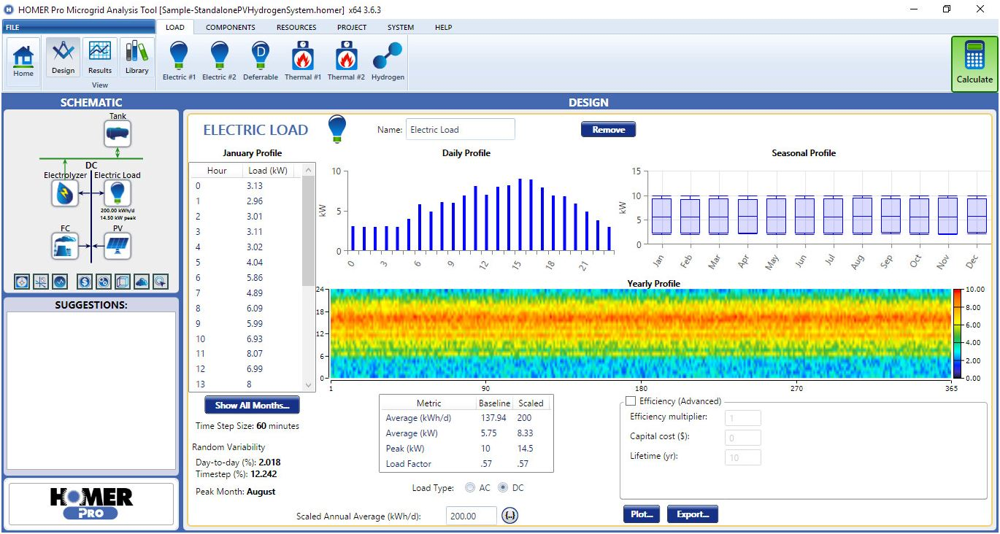 HOMER Pro Microgrid Analysis Tool [Sample-StandalonePVHydrogenSystem.homer] x64 3.6.3
FILE LOAD COMPONENTS RESOURCES PROJECT SYSTEM HELP
Home Design Results Library Electric #1 Electric #2 Deferrable Thermal #1 Thermal #2 Hydrogen Calculate
D
View
SCHEMATIC
Tank
DC
Electrolyzer Electric Load
200.00 kWh/d
14.50 kW peak
FC PV
SUGGESTIONS:
HOMER
PRO
DESIGN
ELECTRIC LOAD Name: Electric Load Remove
January Profile
Hour Load (kW)
0 3.13
1 2.96
2 3.01
3 3.11
4 3.02
5 4.04
6 5.86
7 4.89
8 6.09
9 5.99
10 6.93
11 8.07
12 6.99
13 8
Show All Months...
Time Step Size: 60 minutes
Random Variability
Day-to-day (%): 2.018
Timestep (%): 12.242
Peak Month: August
Daily Profile
kW
10
5
0
0 3 6 9 12 15 18 21
Seasonal Profile
kW
15
10
5
0
Jan Feb Mar Apr May Jun Jul Aug Sep Oct Nov Dec
Yearly Profile
24
18
12
6
0
1 90 180 270 365
10.00
8.00
6.00
4.00
2.00
0.00
Metric Baseline Scaled
Average (kWh/d) 137.94 200
Average (kW) 5.75 8.33
Peak (kW) 10 14.5
Load Factor .57 .57
Load Type: AC DC
Scaled Annual Average (kWh/d): 200.00 {..}
Efficiency (Advanced)
Efficiency multiplier: 1
Capital cost ($): 0
Lifetime (yr): 10
Plot... Export...